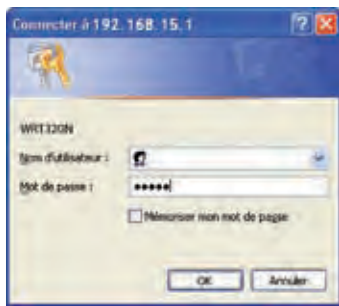 Connecter à 192.168.15.1
WRT320N
Nom d'utilisateur :
Mot de passe : •••••
Mémoriser mon mot de passe
OK Annuler